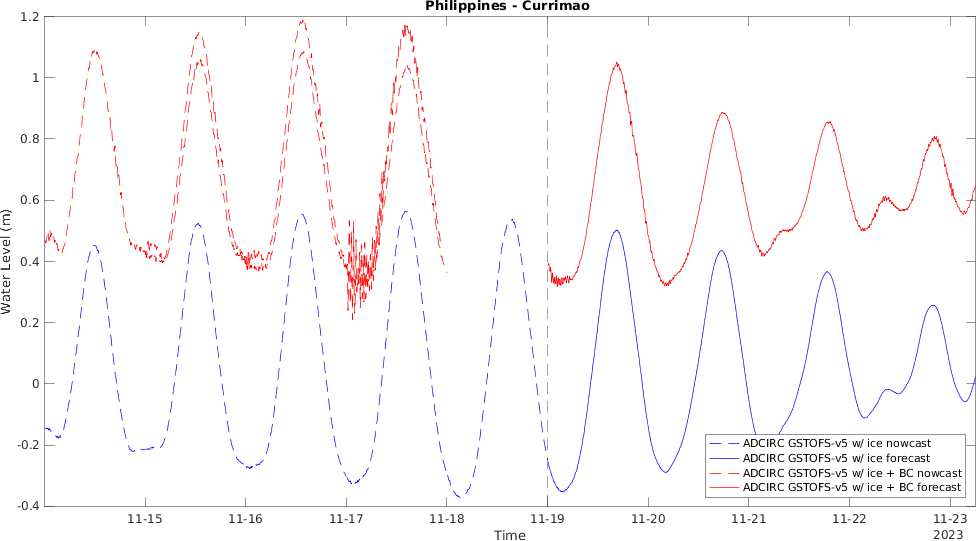 Philippines - Currimao
1.2
1
0.8
0.6
0.4
0.2
0
-0.2
-0.4
Water Level (m)
ADCIRC GSTOFS-v5 w/ ice nowcast
ADCIRC GSTOFS-v5 w/ ice forecast
ADCIRC GSTOFS-v5 w/ ice + BC nowcast
ADCIRC GSTOFS-v5 w/ ice + BC forecast
11-15 11-16 11-17 11-18 11-19 11-20 11-21 11-22 11-23
Time 2023